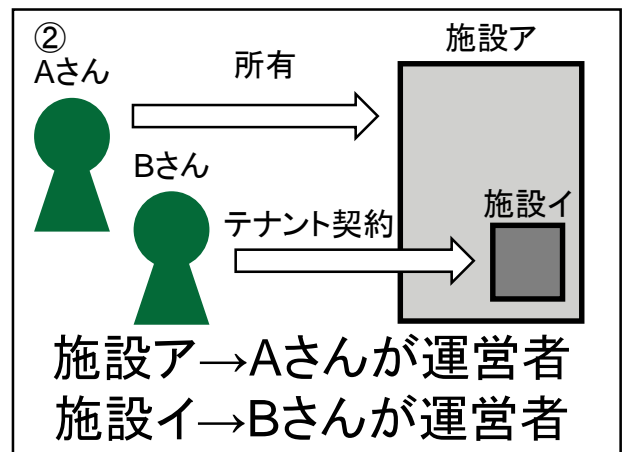 ②
Aさん
所有
施設ア
Bさん
施設イ
テナント契約
施設ア→Aさんが運営者
施設イ→Bさんが運営者